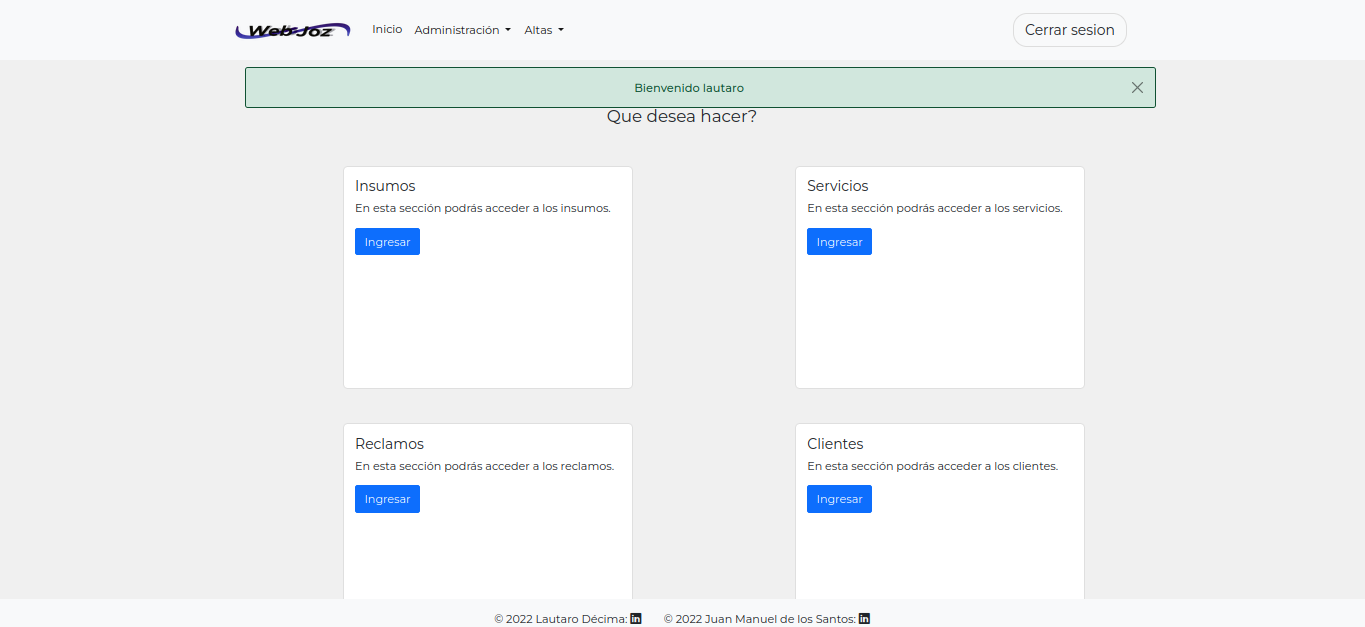 Web-Joz
Inicio Administración Altas
Cerrar sesion
Bienvenido lautaro
Que desea hacer?
Insumos
En esta sección podrás acceder a los insumos.
Ingresar
Servicios
En esta sección podrás acceder a los servicios.
Ingresar
Reclamos
En esta sección podrás acceder a los reclamos.
Ingresar
Clientes
En esta sección podrás acceder a los clientes.
Ingresar
© 2022 Lautaro Décima: in © 2022 Juan Manuel de los Santos: in